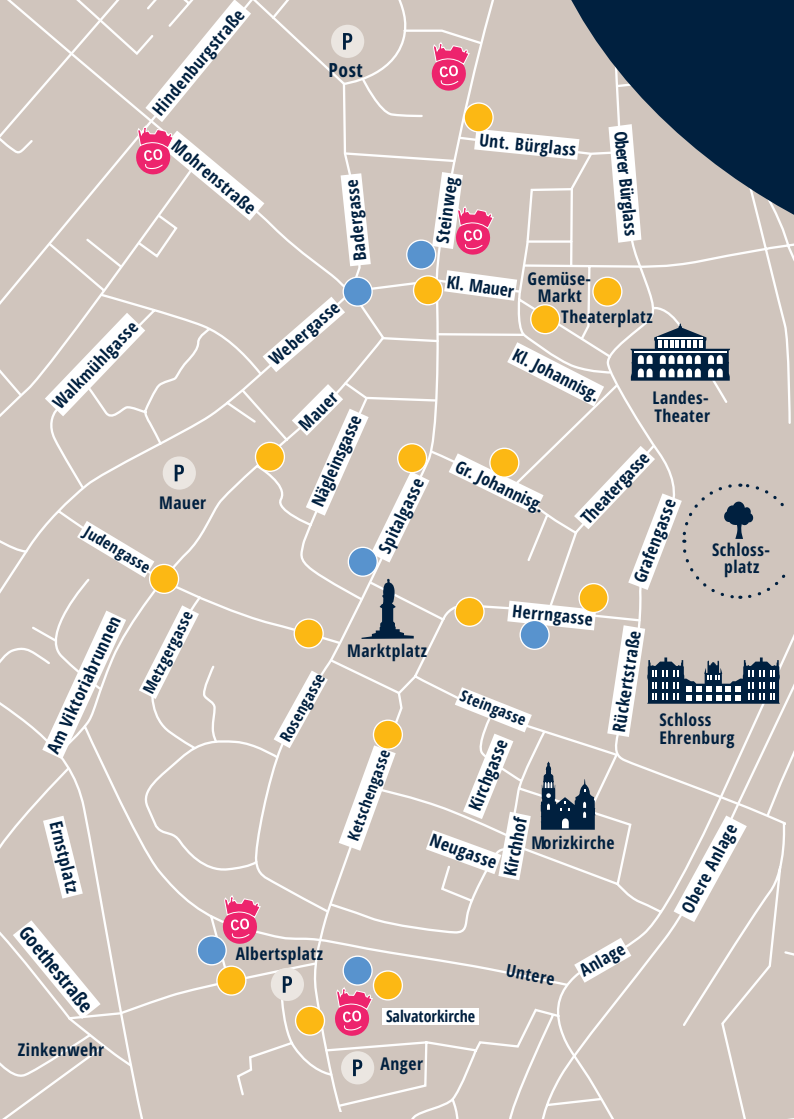 Hindenburgstraße
P
Post
CO
CO
Mohrenstraße
Unt. Bürglass
Oberer Bürglass
Badergasse
Steinweg
CO
Kl. Mauer
Gemüse-
Markt
Theaterplatz
Webergasse
Walkmühlgasse
Kl. Johannisg.
Landes-
Theater
Mauer
Nägleinsgasse
P
Mauer
Gr. Johannisg.
Theatergasse
Spitalgasse
Grafengasse
Schloss-
platz
Judengasse
Herrngasse
Marktplatz
Metzgergasse
Am Viktoriabrunnen
Rosengasse
Steingasse
Rückertstraße
Schloss
Ehrenburg
Ketschengasse
Kirchgasse
Neugasse
Kirchhof
Morizkirche
Ernstplatz
Obere Anlage
CO
Albertsplatz
Goethestraße
P
Untere
Anlage
CO
Salvatorkirche
Zinkenwehr
P
Anger